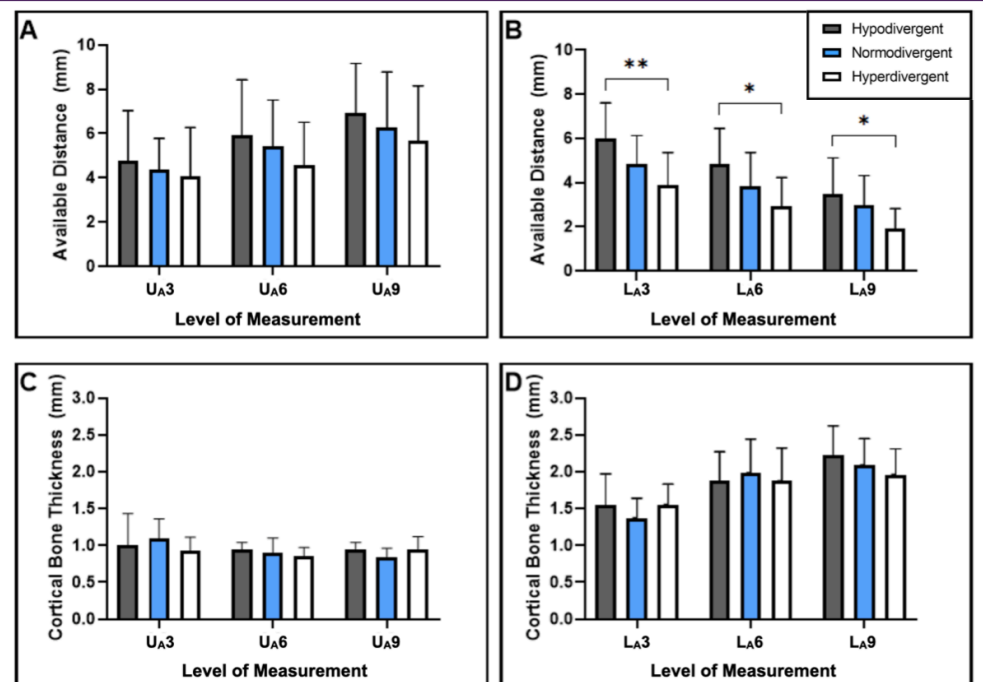 A
Available Distance (mm)
10
8
6
4
2
0
UA3 UA6 UA9
Level of Measurement
B
Available Distance (mm)
10
8
6
4
2
0
** * *
LA3 LA6 LA9
Level of Measurement
Hypodivergent
Normodivergent
Hyperdivergent
C
Cortical Bone Thickness (mm)
3.0
2.5
2.0
1.5
1.0
0.5
0.0
UA3 UA6 UA9
Level of Measurement
D
Cortical Bone Thickness (mm)
3.0
2.5
2.0
1.5
1.0
0.5
0.0
LA3 LA6 LA9
Level of Measurement